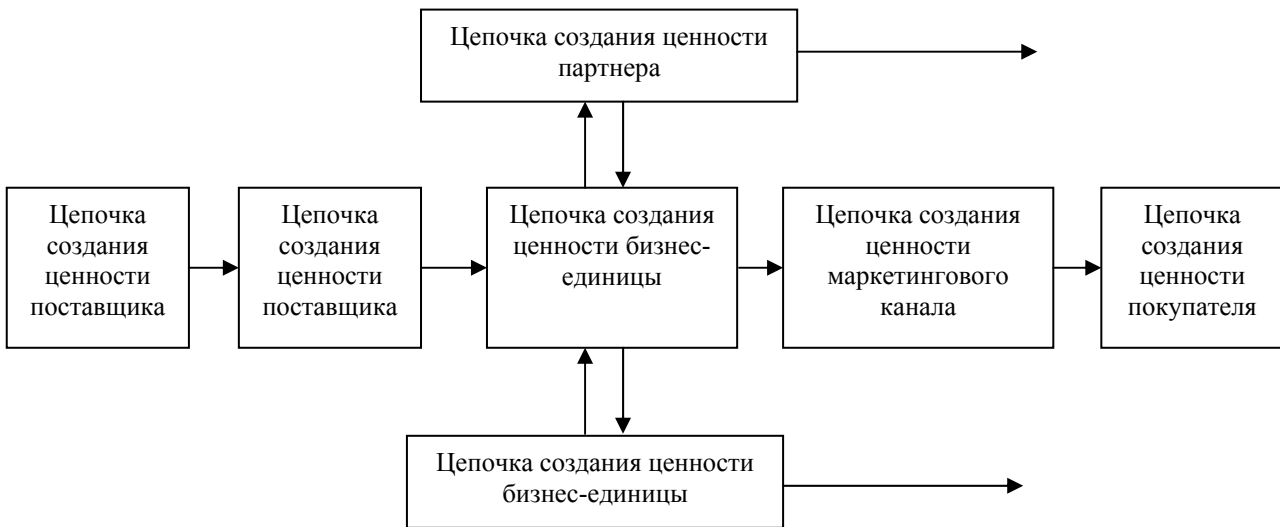 Цепочка создания ценности
партнера
Цепочка
создания
ценности
поставщика
Цепочка
создания
ценности
поставщика
Цепочка создания
ценности бизнес-
единицы
Цепочка создания
ценности
маркетингового
канала
Цепочка
создания
ценности
покупателя
Цепочка создания ценности
бизнес-единицы